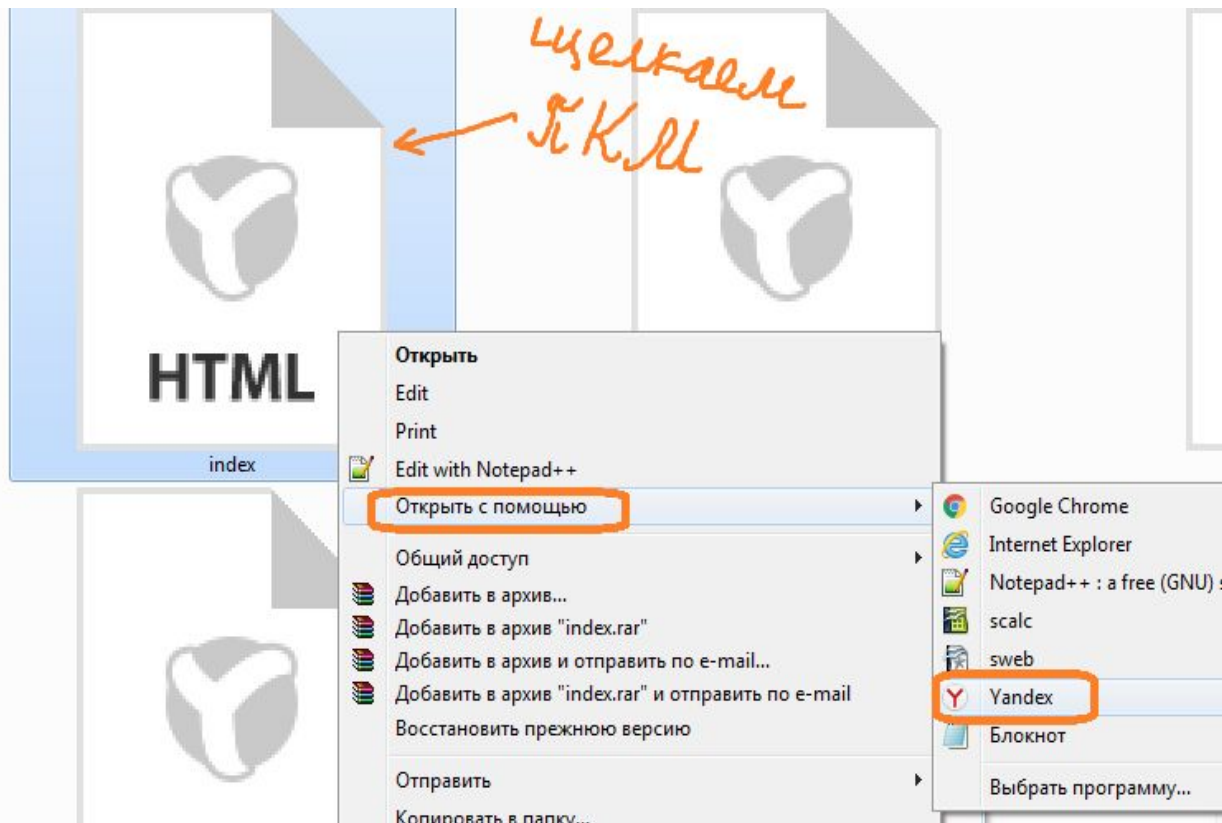 щелкаем
ПКМ
HTML
index
Открыть
Edit
Print
Edit with Notepad++
Открыть с помощью
Общий доступ
Добавить в архив...
Добавить в архив "index.rar"
Добавить в архив и отправить по e-mail...
Добавить в архив "index.rar" и отправить по e-mail
Восстановить прежнюю версию
Отправить
Копировать в папку...
Google Chrome
Internet Explorer
Notepad++ : a free (GNU) s
scalc
sweb
Yandex
Блокнот
Выбрать программу...